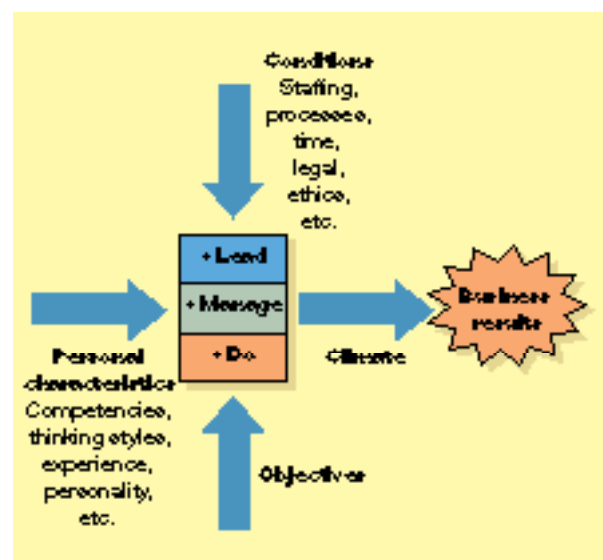 Conditions
Staffing,
processes,
time,
legal,
ethics,
etc.
• Lead
• Manage
• Do
Business
results
Climate
Personal
characteristics
Competencies,
thinking styles,
experience,
personality,
etc.
Objectives